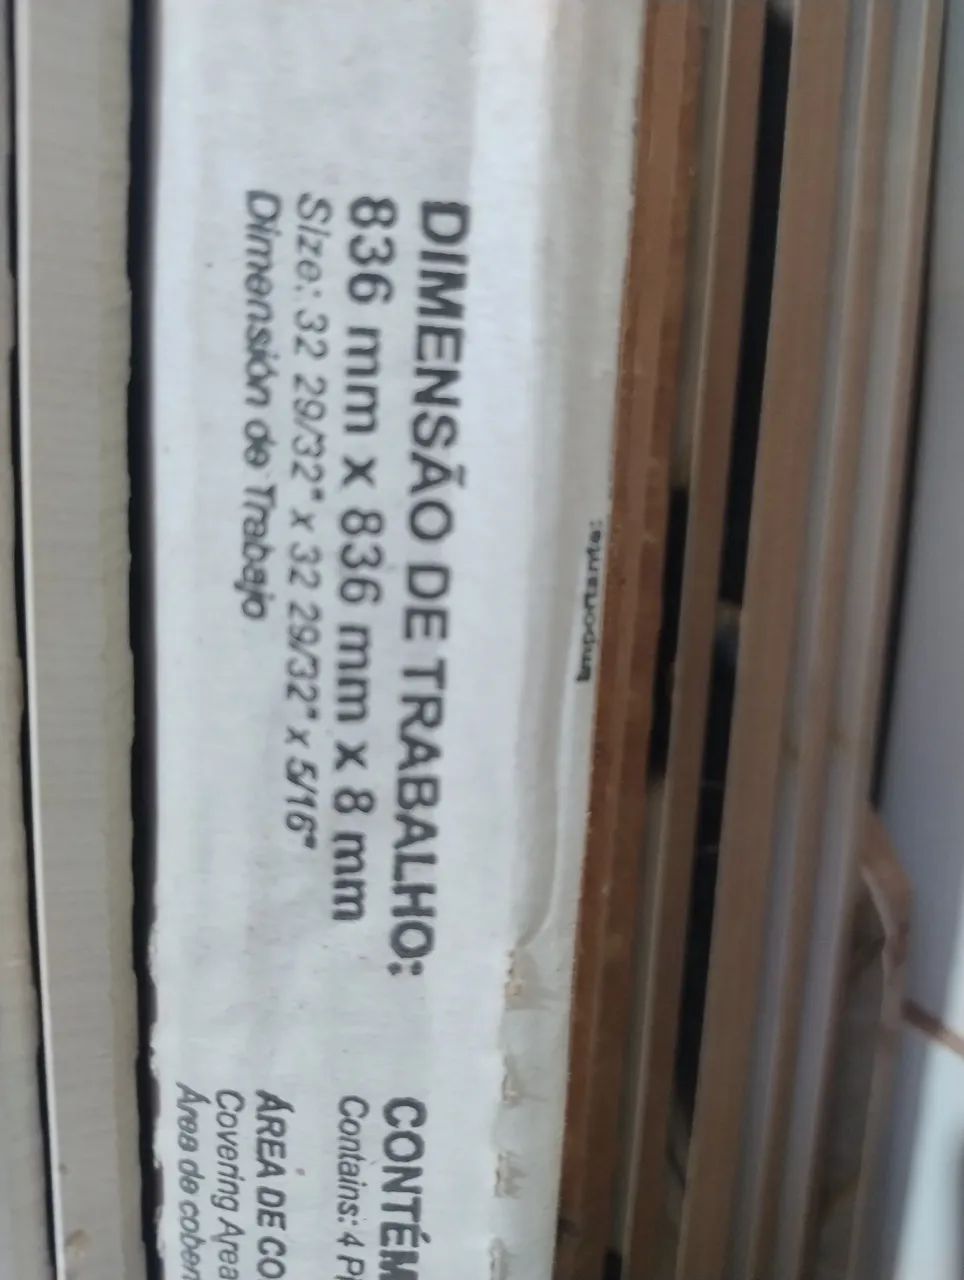 DIMENSÃO DE TRABALHO:
836 mm x 836 mm x 8 mm
Size: 32 29/32" x 32 29/32" x 5/16"
Dimensión de Trabajo
CONTÉM
Contains: 4 P
ÁREA DE CO
Covering Area
Área de cober